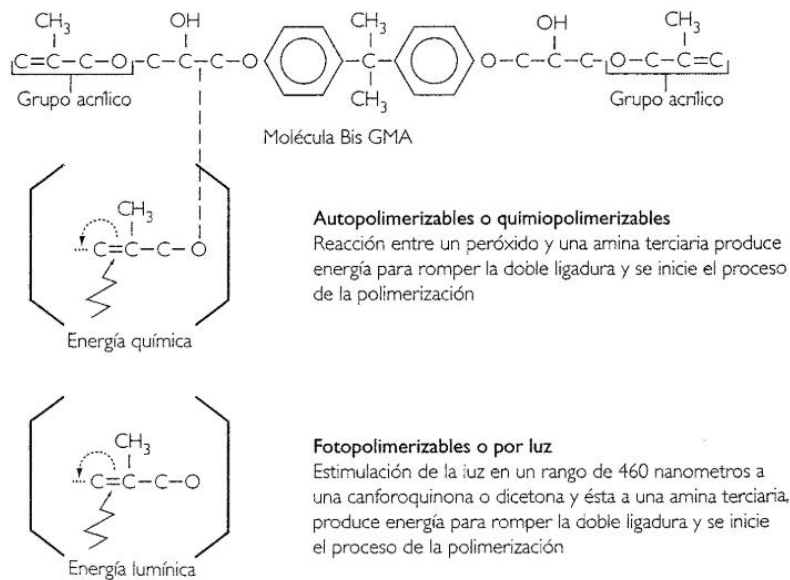 CH3 OH OH CH3
C=C–C–O–C–C–C–O C CH3 CH3 O–C–C–C–O–C–C=C
Grupo acrílico Grupo acrílico
Molécula Bis GMA
CH3
... C=C–C–O
Energía química
Autopolimerizables o quimiopolimerizables
Reacción entre un peróxido y una amina terciaria produce
energía para romper la doble ligadura y se inicie el proceso
de la polimerización
CH3
... C=C–C–O
Energía lumínica
Fotopolimerizables o por luz
Estimulación de la luz en un rango de 460 nanometros a
una canforoquinona o dicetona y ésta a una amina terciaria,
produce energía para romper la doble ligadura y se inicie
el proceso de la polimerización